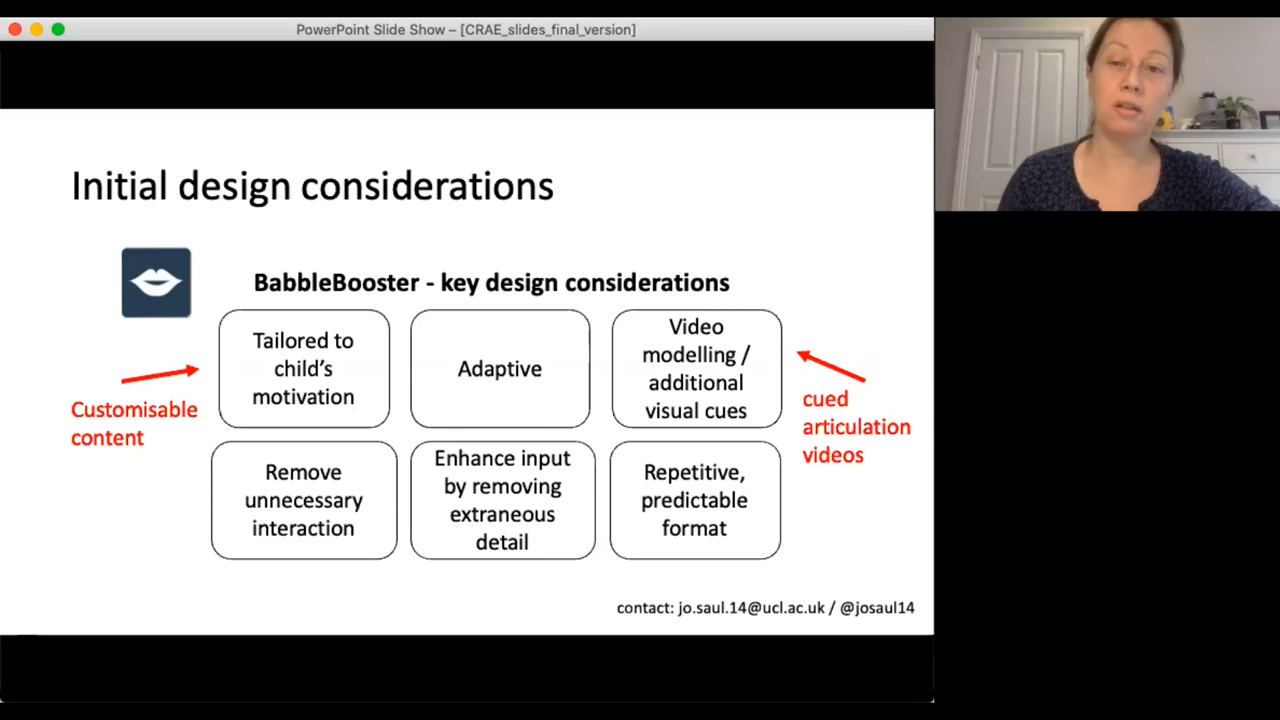 PowerPoint Slide Show – [CRAE_slides_final_version]
Initial design considerations
BabbleBooster - key design considerations
Tailored to
child's
motivation
Adaptive
Video
modelling /
additional
visual cues
Customisable
content
cued
articulation
videos
Remove
unnecessary
interaction
Enhance input
by removing
extraneous
detail
Repetitive,
predictable
format
contact: jo.saul.14@ucl.ac.uk / @josaul14